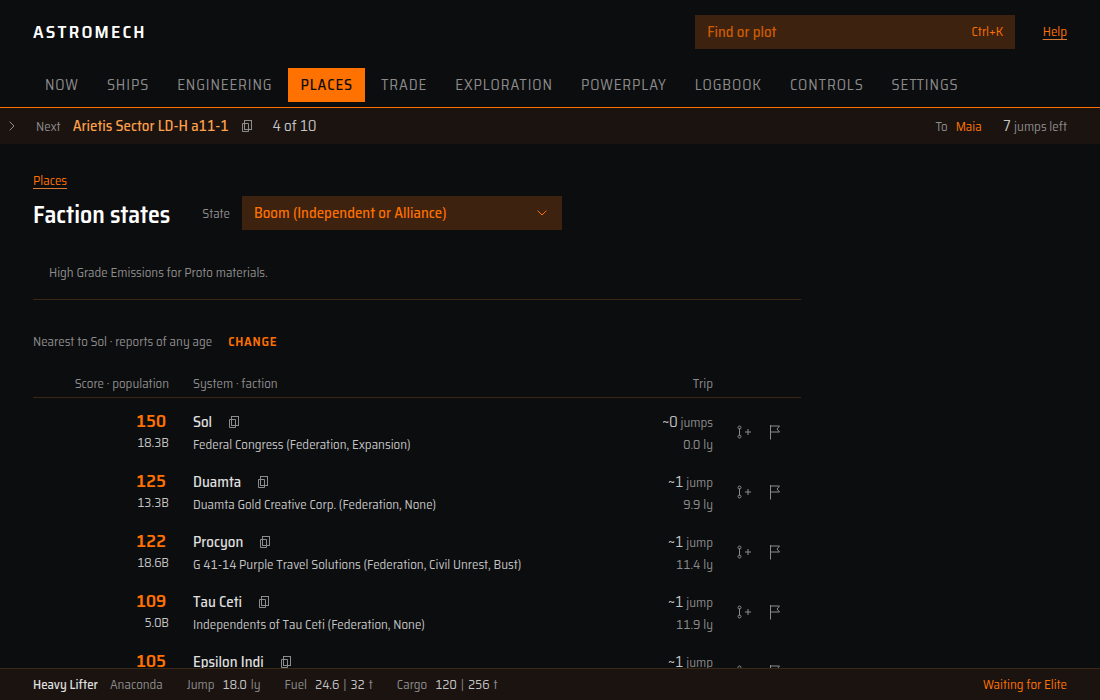 ASTROMECH
Find or plot Ctrl+K
Help
NOW SHIPS ENGINEERING PLACES TRADE EXPLORATION POWERPLAY LOGBOOK CONTROLS SETTINGS
Next Arietis Sector LD-H a11-1 4 of 10
To Maia 7 jumps left
Places
Faction states State Boom (Independent or Alliance)
High Grade Emissions for Proto materials.
Nearest to Sol · reports of any age CHANGE
Score · population System · faction Trip
150 Sol ~0 jumps
18.3B Federal Congress (Federation, Expansion) 0.0 ly
125 Duamta ~1 jump
13.3B Duamta Gold Creative Corp. (Federation, None) 9.9 ly
122 Procyon ~1 jump
18.6B G 41-14 Purple Travel Solutions (Federation, Civil Unrest, Bust) 11.4 ly
109 Tau Ceti ~1 jump
5.0B Independents of Tau Ceti (Federation, None) 11.9 ly
105 Epsilon Indi ~1 jump
Heavy Lifter Anaconda Jump 18.0 ly Fuel 24.6 | 32 t Cargo 120 | 256 t Waiting for Elite